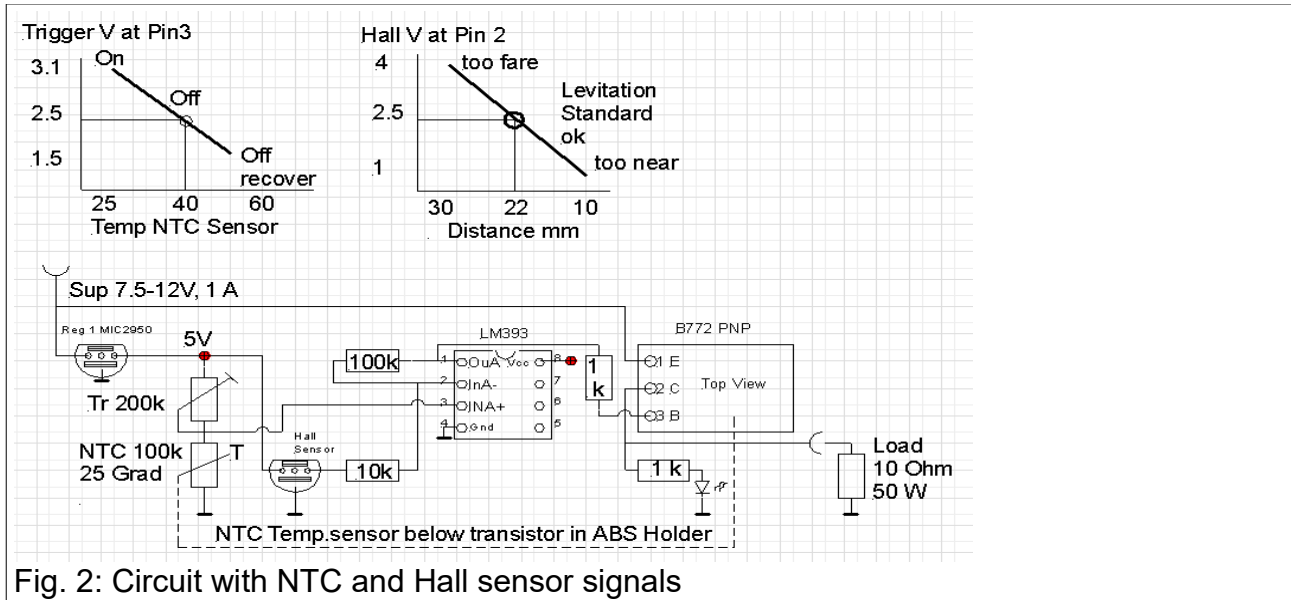 Trigger V at Pin3
3.1
On
Off
2.5
1.5
Off
recover
25 40 60
Temp NTC Sensor
Hall V at Pin 2
4
too fare
Levitation
Standard
ok
2.5
too near
1
30 22 10
Distance mm
Sup 7.5-12V, 1 A
Reg 1 MIC2950
5V
Tr 200k
NTC 100k
25 Grad
T
Hall
Sensor
10k
100k
LM393
1 OuA Vcc 8
2 InA- 7
3 INA+ 6
4 Gnd 5
1
k
B772 PNP
1 E
2 C
3 B
Top View
1 k
Load
10 Ohm
50 W
NTC Temp.sensor below transistor in ABS Holder
Fig. 2: Circuit with NTC and Hall sensor signals